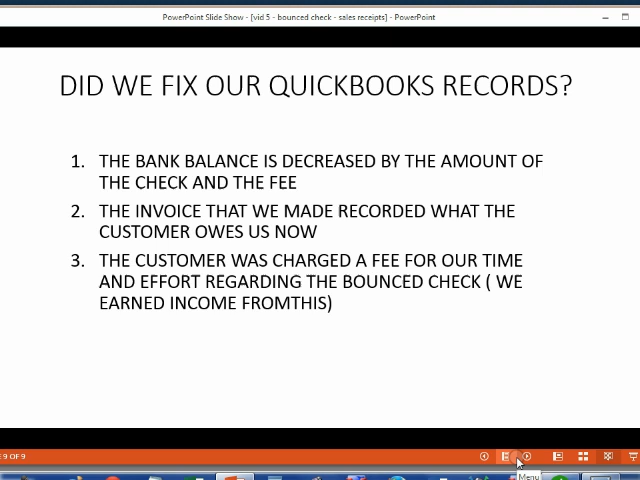 PowerPoint Slide Show - [vid 5 - bounced check - sales receipts] - PowerPoint
DID WE FIX OUR QUICKBOOKS RECORDS?
1. THE BANK BALANCE IS DECREASED BY THE AMOUNT OF
THE CHECK AND THE FEE
2. THE INVOICE THAT WE MADE RECORDED WHAT THE
CUSTOMER OWES US NOW
3. THE CUSTOMER WAS CHARGED A FEE FOR OUR TIME
AND EFFORT REGARDING THE BOUNCED CHECK ( WE
EARNED INCOME FROMTHIS)
9 OF 9
Menu